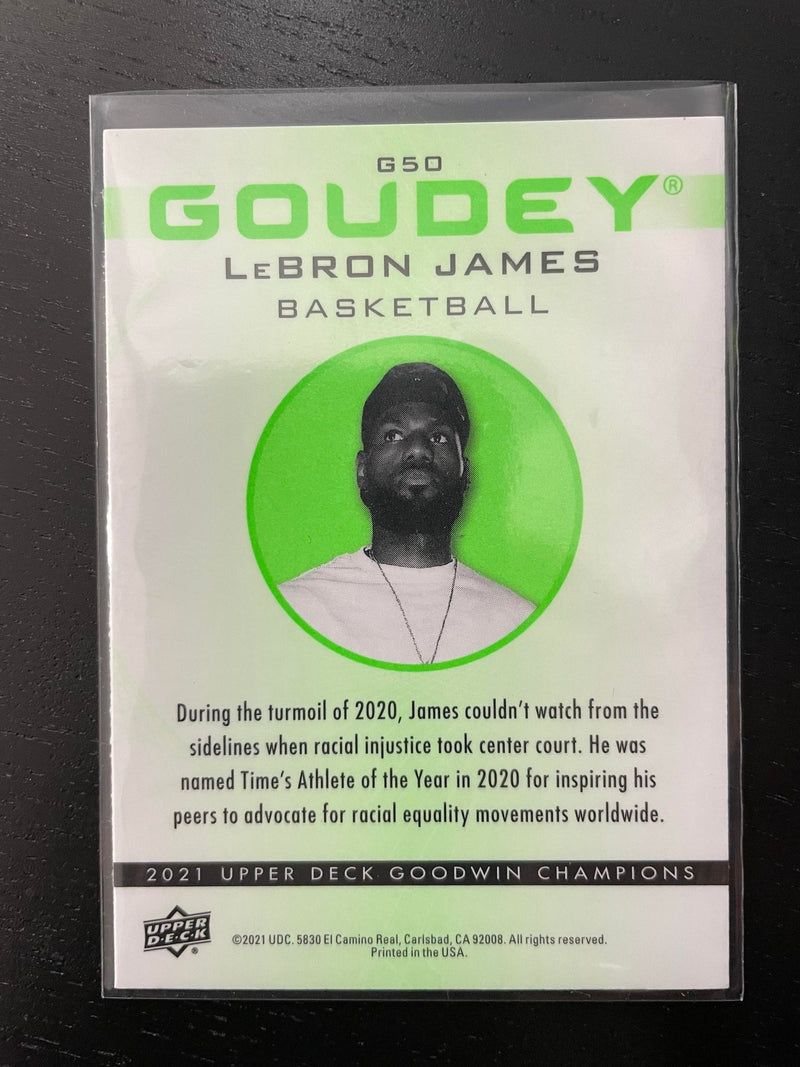 G50
GOUDEY®
LeBRON JAMES
BASKETBALL
During the turmoil of 2020, James couldn't watch from the
sidelines when racial injustice took center court. He was
named Time's Athlete of the Year in 2020 for inspiring his
peers to advocate for racial equality movements worldwide.
2021 UPPER DECK GOODWIN CHAMPIONS
UPPER
D·E·C·K ®
©2021 UDC. 5830 El Camino Real, Carlsbad, CA 92008. All rights reserved.
Printed in the USA.